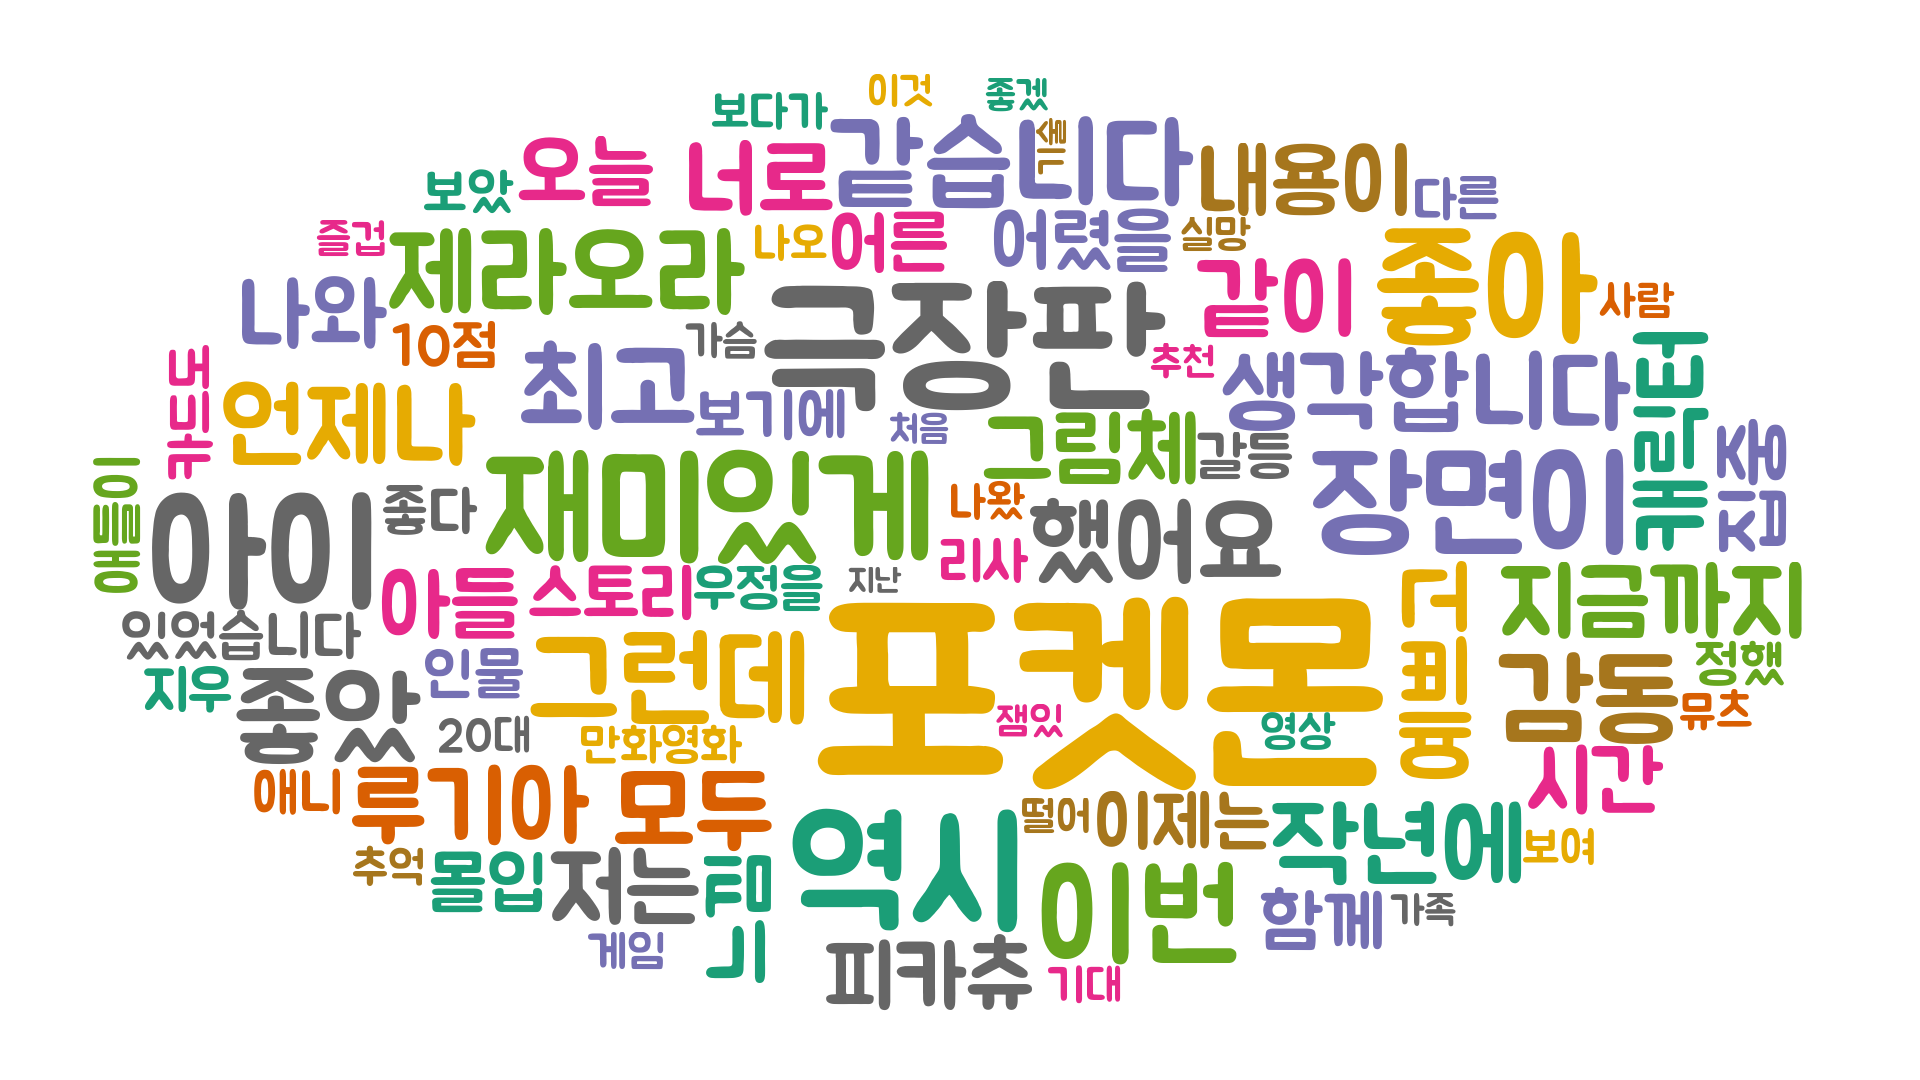 이것
좋겠
보다가
같습니다
오늘
너로
내용이
보았
다른
즐겁
제라오라
나오
어른
어렸을
실망
좋아
나와
10점
가슴
극장판
같이
사람
최고
추천
생각합니다
캐릭터
언제나
보기에
처음
그림체
갈등
장면이
집중
아이
좋다
재미있게
나왔
했어요
리사
아들
스토리
우정을
지난
포켓몬
더
지금까지
있었습니다
지우
좋았
인물
그런데
잼있
영상
감동
정했
뮤츠
20대
만화영화
시간
애니
루기아
모두
역시
떨어
이제는
작년에
보여
추억
몰입
저는
이번
함께
가족
게임
피카츄
기대